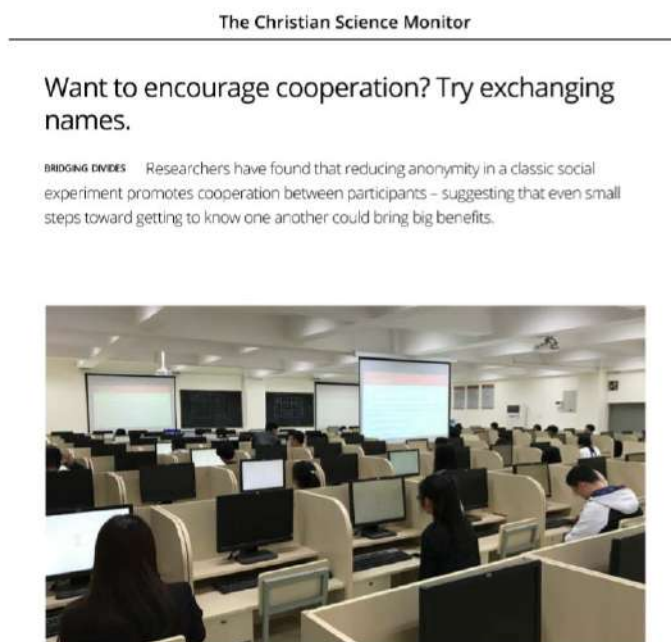 The Christian Science Monitor
Want to encourage cooperation? Try exchanging
names.
BRIDGING DIVIDES Researchers have found that reducing anonymity in a classic social
experiment promotes cooperation between participants – suggesting that even small
steps toward getting to know one another could bring big benefits.